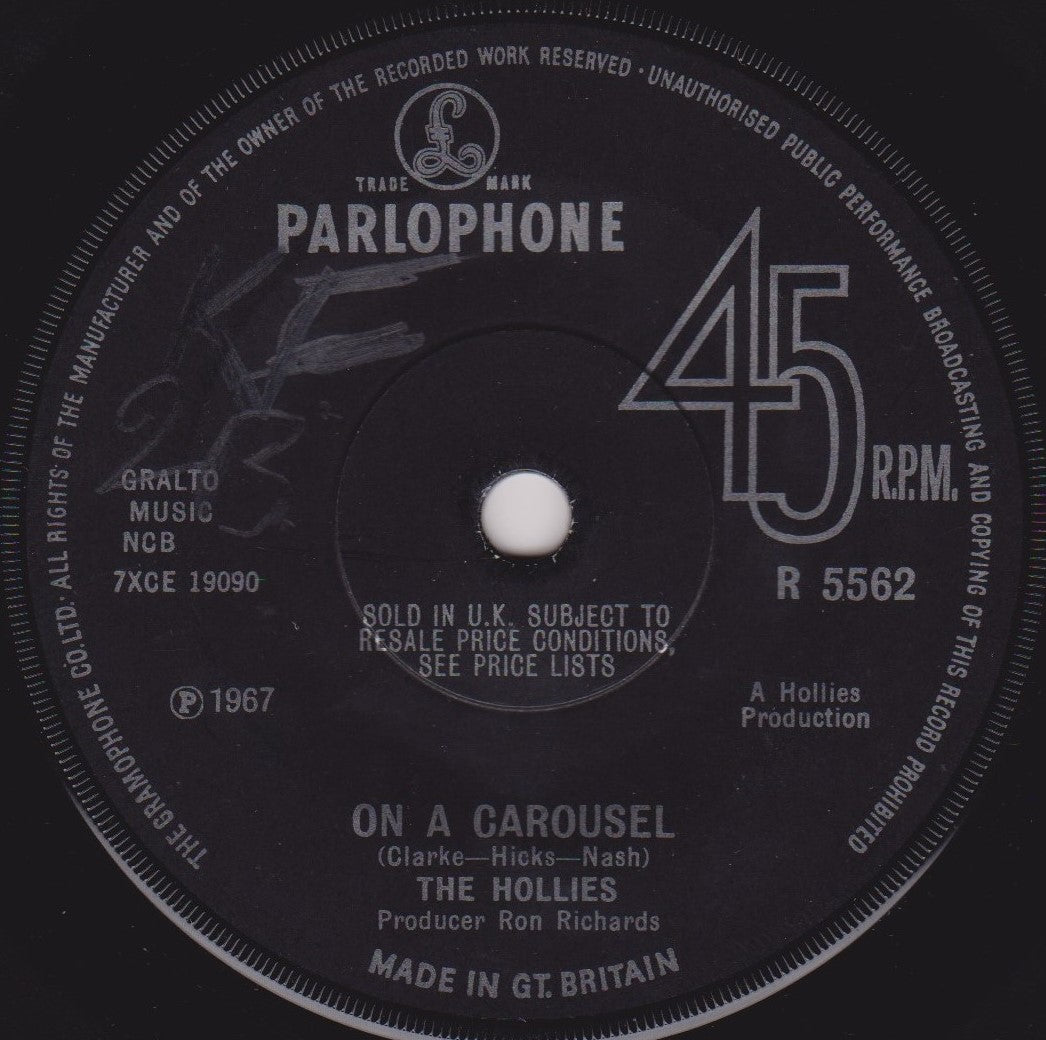 THE GRAMOPHONE CO.LTD. · ALL RIGHTS OF THE MANUFACTURER AND OF THE OWNER OF THE RECORDED WORK RESERVED · UNAUTHORISED PUBLIC PERFORMANCE BROADCASTING AND COPYING OF THIS RECORD PROHIBITED
£
TRADE MARK
PARLOPHONE
45
R.P.M.
KF
23
GRALTO
MUSIC
NCB
7XCE 19090
R 5562
SOLD IN U.K. SUBJECT TO
RESALE PRICE CONDITIONS,
SEE PRICE LISTS
℗ 1967
A Hollies
Production
ON A CAROUSEL
(Clarke—Hicks—Nash)
THE HOLLIES
Producer Ron Richards
MADE IN GT. BRITAIN